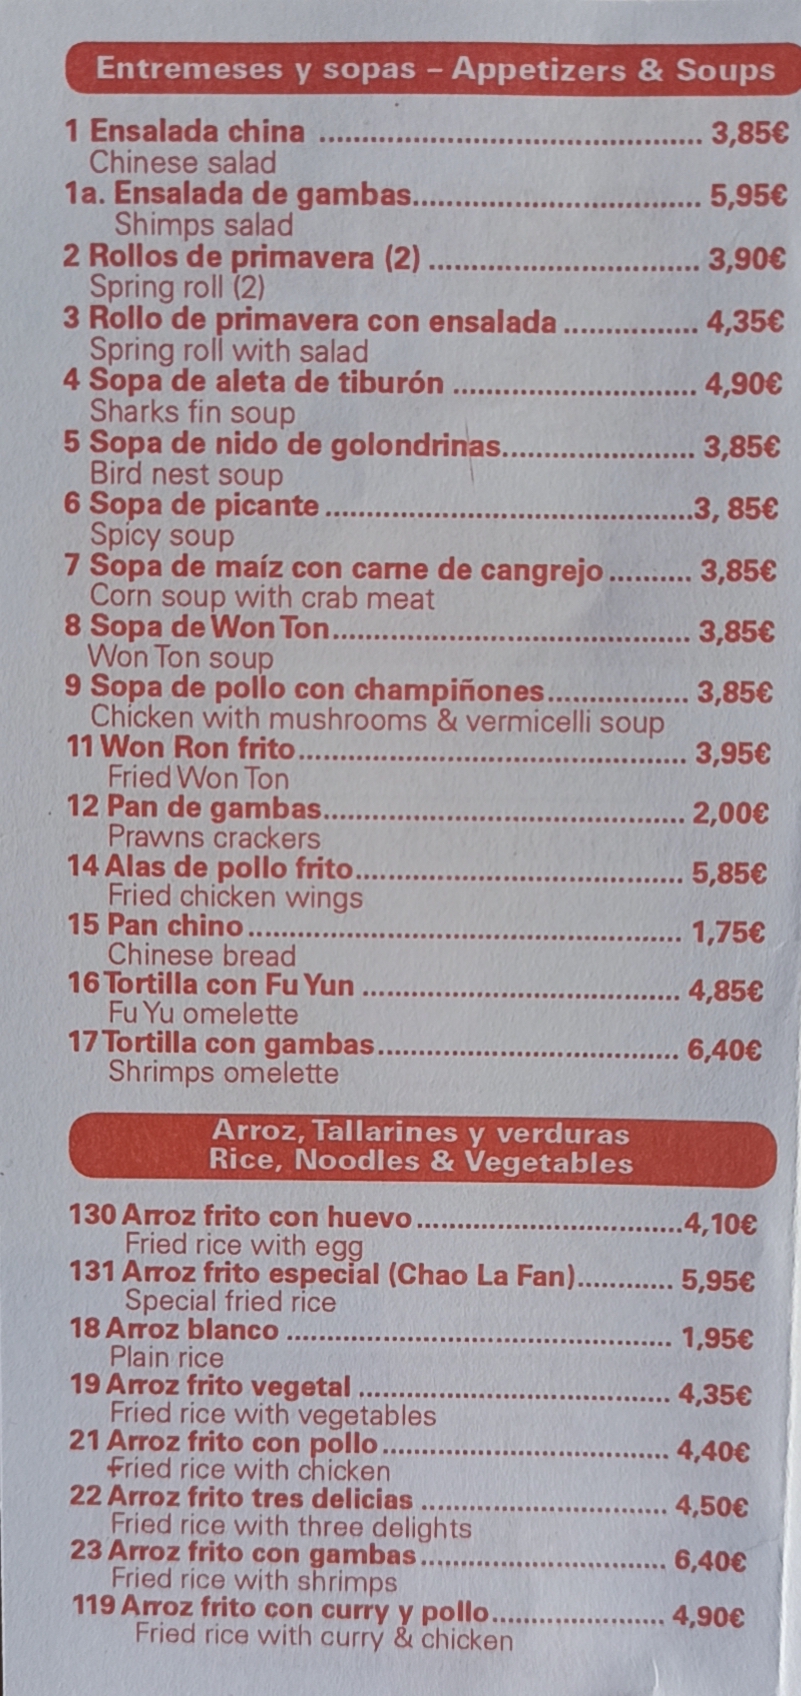 Entremeses y sopas – Appetizers & Soups
1 Ensalada china ............................................. 3,85€
Chinese salad
1a. Ensalada de gambas.................................. 5,95€
Shimps salad
2 Rollos de primavera (2) ................................ 3,90€
Spring roll (2)
3 Rollo de primavera con ensalada ................ 4,35€
Spring roll with salad
4 Sopa de aleta de tiburón ............................. 4,90€
Sharks fin soup
5 Sopa de nido de golondrinas....................... 3,85€
Bird nest soup
6 Sopa de picante ...........................................3, 85€
Spicy soup
7 Sopa de maíz con carne de cangrejo .......... 3,85€
Corn soup with crab meat
8 Sopa de Won Ton.......................................... 3,85€
Won Ton soup
9 Sopa de pollo con champiñones................. 3,85€
Chicken with mushrooms & vermicelli soup
11 Won Ron frito.............................................. 3,95€
Fried Won Ton
12 Pan de gambas........................................... 2,00€
Prawns crackers
14 Alas de pollo frito....................................... 5,85€
Fried chicken wings
15 Pan chino .................................................... 1,75€
Chinese bread
16 Tortilla con Fu Yun ...................................... 4,85€
Fu Yu omelette
17 Tortilla con gambas.................................... 6,40€
Shrimps omelette
Arroz, Tallarines y verduras
Rice, Noodles & Vegetables
130 Arroz frito con huevo ................................4,10€
Fried rice with egg
131 Arroz frito especial (Chao La Fan)............ 5,95€
Special fried rice
18 Arroz blanco ............................................... 1,95€
Plain rice
19 Arroz frito vegetal ...................................... 4,35€
Fried rice with vegetables
21 Arroz frito con pollo ................................... 4,40€
Fried rice with chicken
22 Arroz frito tres delicias ............................... 4,50€
Fried rice with three delights
23 Arroz frito con gambas .............................. 6,40€
Fried rice with shrimps
119 Arroz frito con curry y pollo..................... 4,90€
Fried rice with curry & chicken